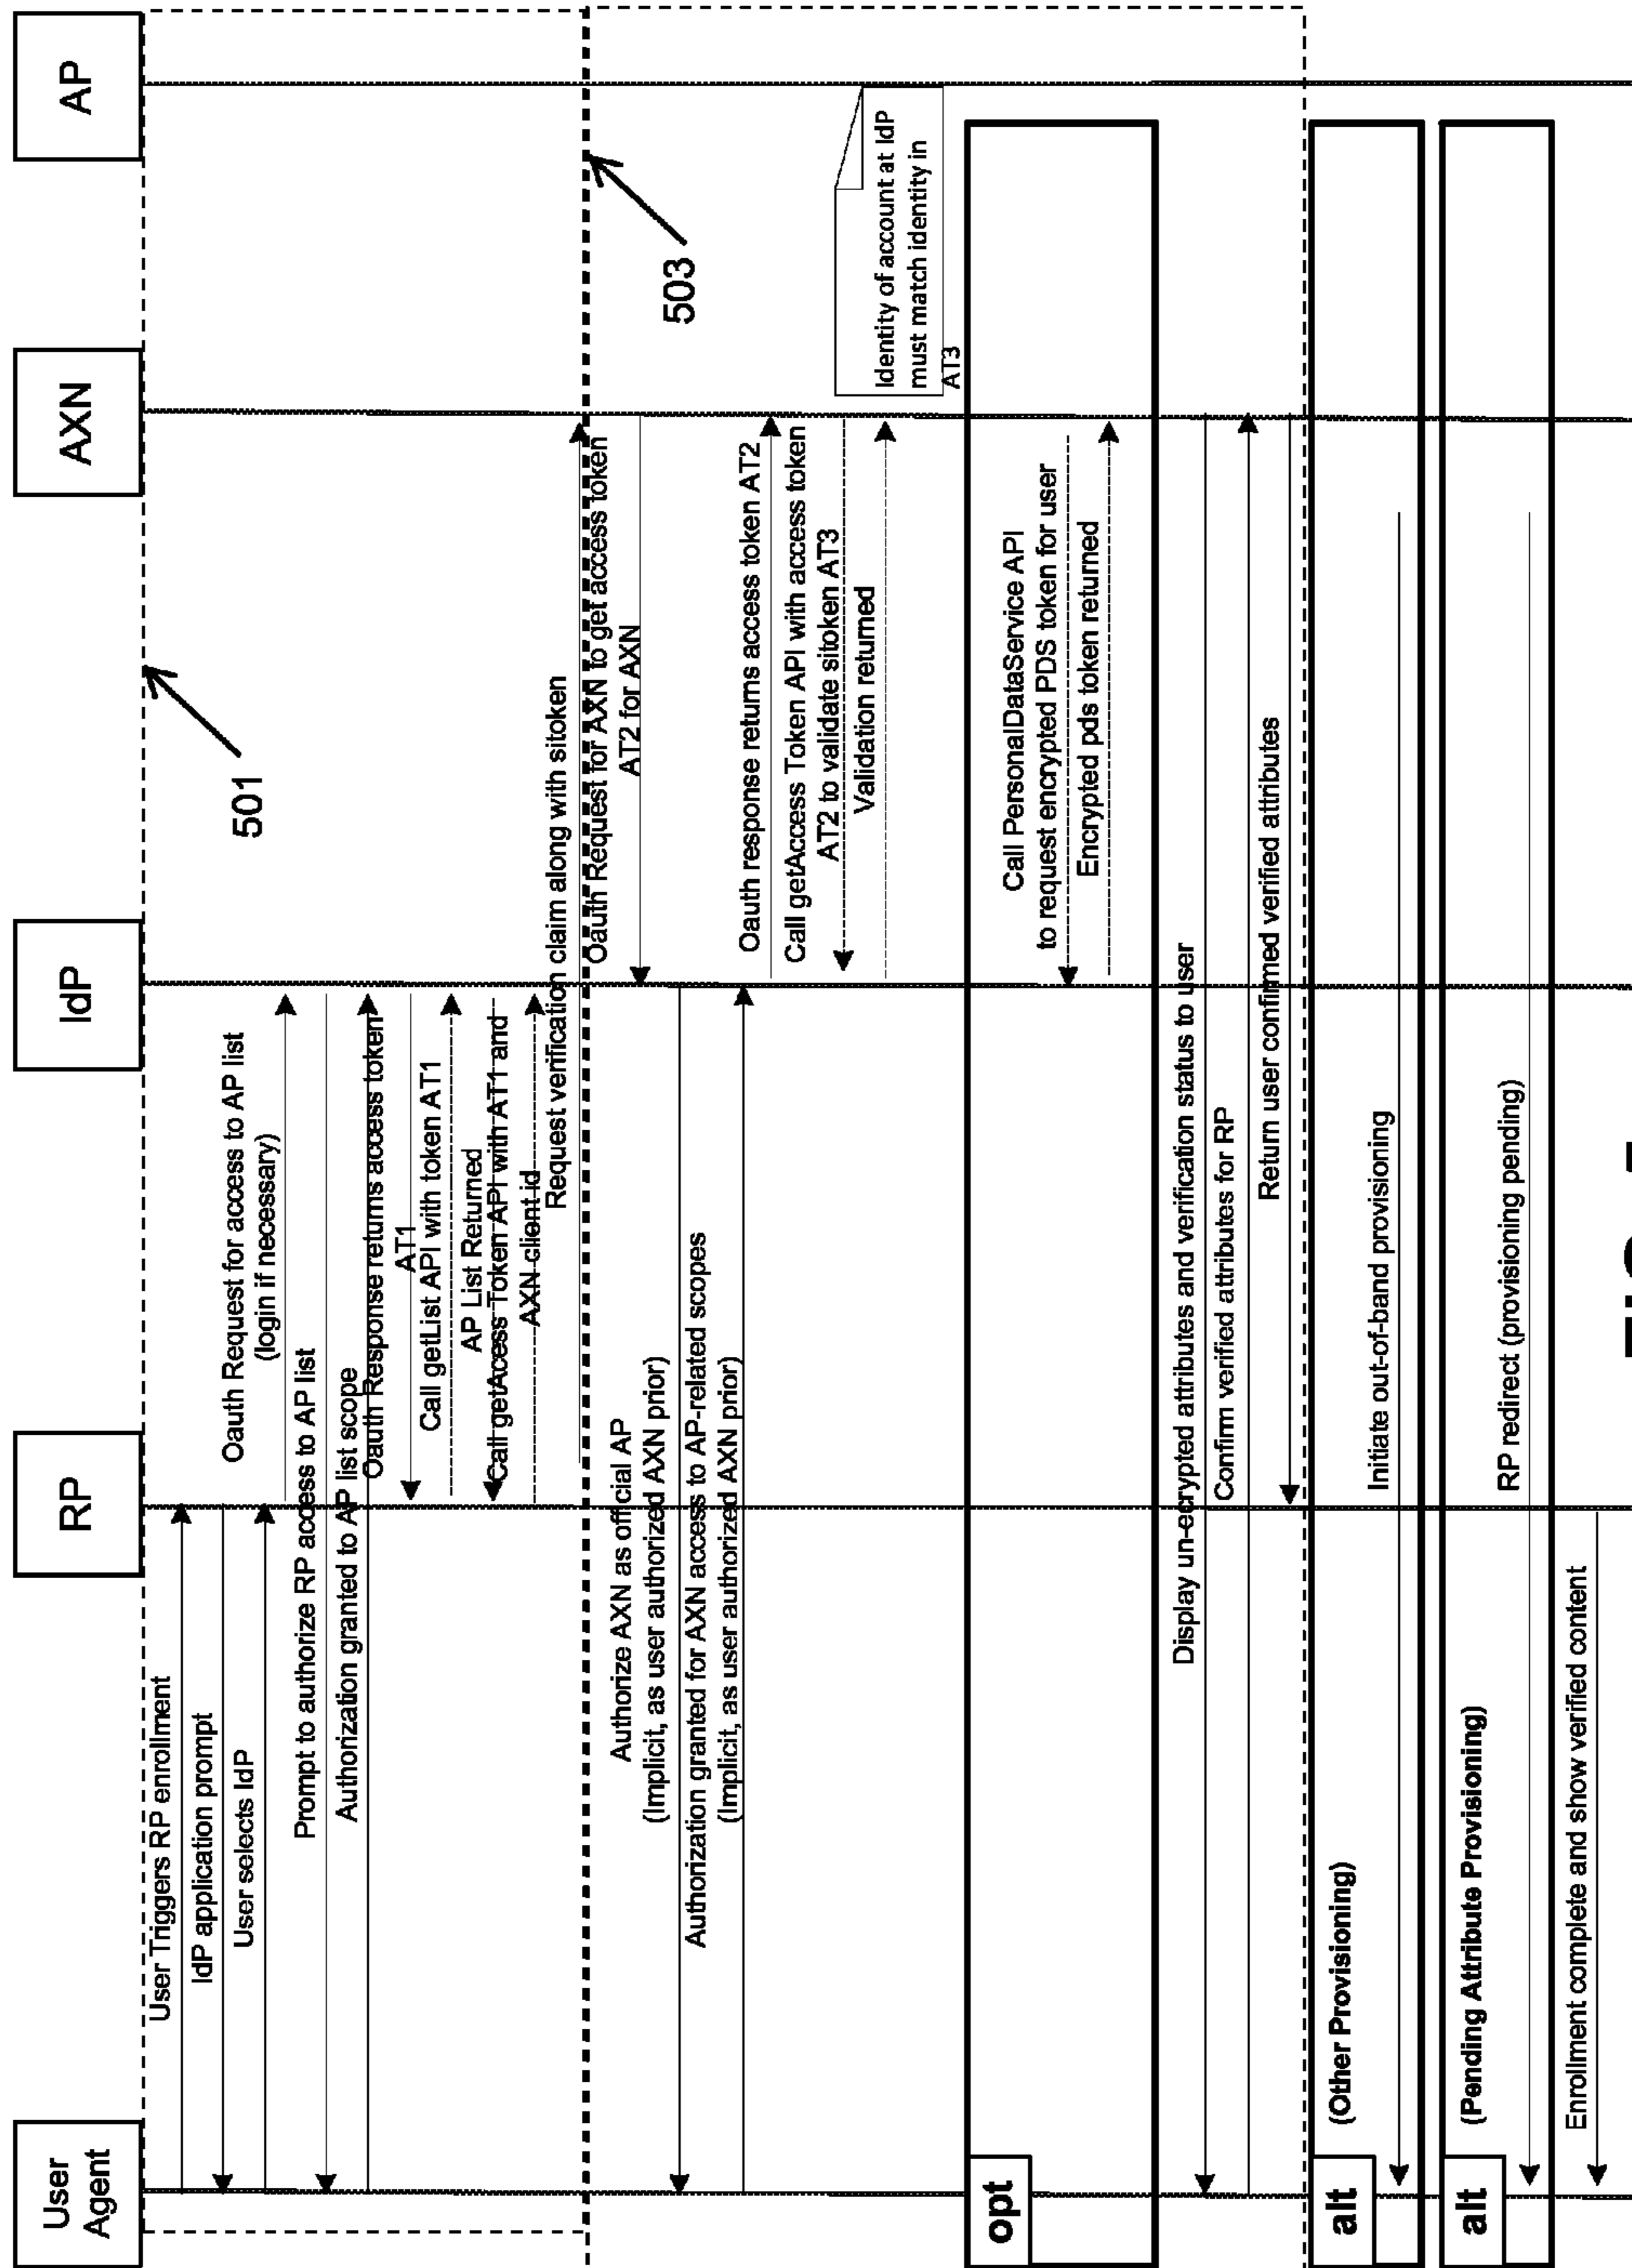 User
Agent
RP
IdP
AXN
AP
501
User Triggers RP enrollment
IdP application prompt
User selects IdP
Oauth Request for access to AP list
(login if necessary)
Prompt to authorize RP access to AP list
Authorization granted to AP list scope
Oauth Response returns access token
AT1
Call getList API with token AT1
AP List Returned
Call getAcess Token API with AT1 and
AXN client id
Request verification claim along with sitoken
503
Oauth Request for AXN to get access token
AT2 for AXN
Authorize AXN as official AP
(Implicit, as user authorized AXN prior)
Authorization granted for AXN access to AP-related scopes
(Implicit, as user authorized AXN prior)
Oauth response returns access token AT2
Call getAccess Token API with access token
AT2 to validate sitoken AT3
Validation returned
Identity of account at IdP
must match identity in
AT3
opt
Call PersonalDataService API
to request encrypted PDS token for user
Encrypted pds token returned
Display un-ecrypted attributes and verification status to user
Confirm verified attributes for RP
Return user confirmed verified attributes
alt
(Other Provisioning)
Initiate out-of-band provisioning
alt
(Pending Attribute Provisioning)
RP redirect (provisioning pending)
Enrollment complete and show verified content